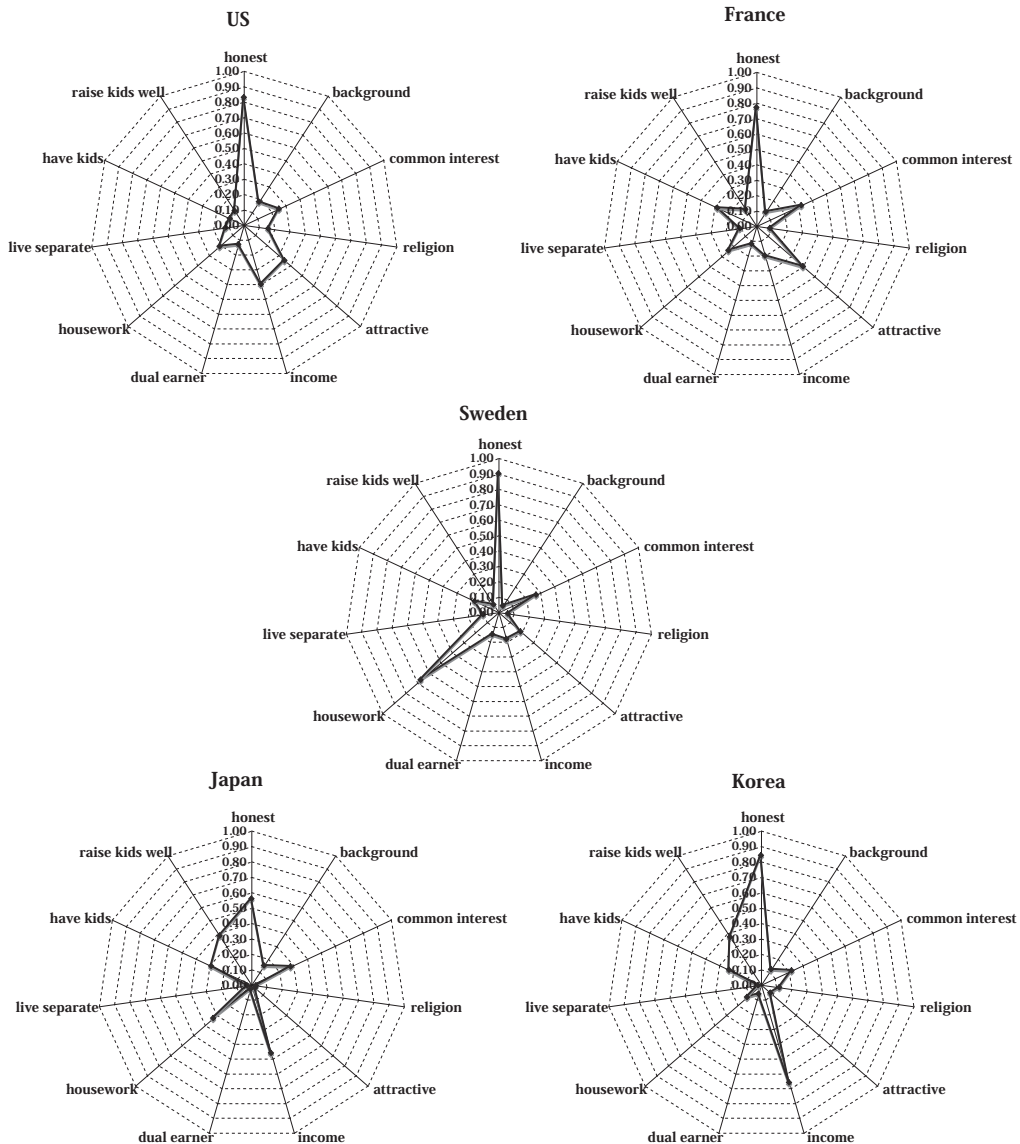 US
honest
1.00
0.90
0.80
0.70
0.60
0.50
0.40
0.30
0.20
0.10
0.00
background
common interest
religion
attractive
income
dual earner
housework
live separate
have kids
raise kids well
France
honest
1.00
0.90
0.80
0.70
0.60
0.50
0.40
0.30
0.20
0.10
0.00
background
common interest
religion
attractive
income
dual earner
housework
live separate
have kids
raise kids well
Sweden
honest
1.00
0.90
0.80
0.70
0.60
0.50
0.40
0.30
0.20
0.10
0.00
background
common interest
religion
attractive
income
dual earner
housework
live separate
have kids
raise kids well
Japan
honest
1.00
0.90
0.80
0.70
0.60
0.50
0.40
0.30
0.20
0.10
0.00
background
common interest
religion
attractive
income
dual earner
housework
live separate
have kids
raise kids well
Korea
honest
1.00
0.90
0.80
0.70
0.60
0.50
0.40
0.30
0.20
0.10
0.00
background
common interest
religion
attractive
income
dual earner
housework
live separate
have kids
raise kids well